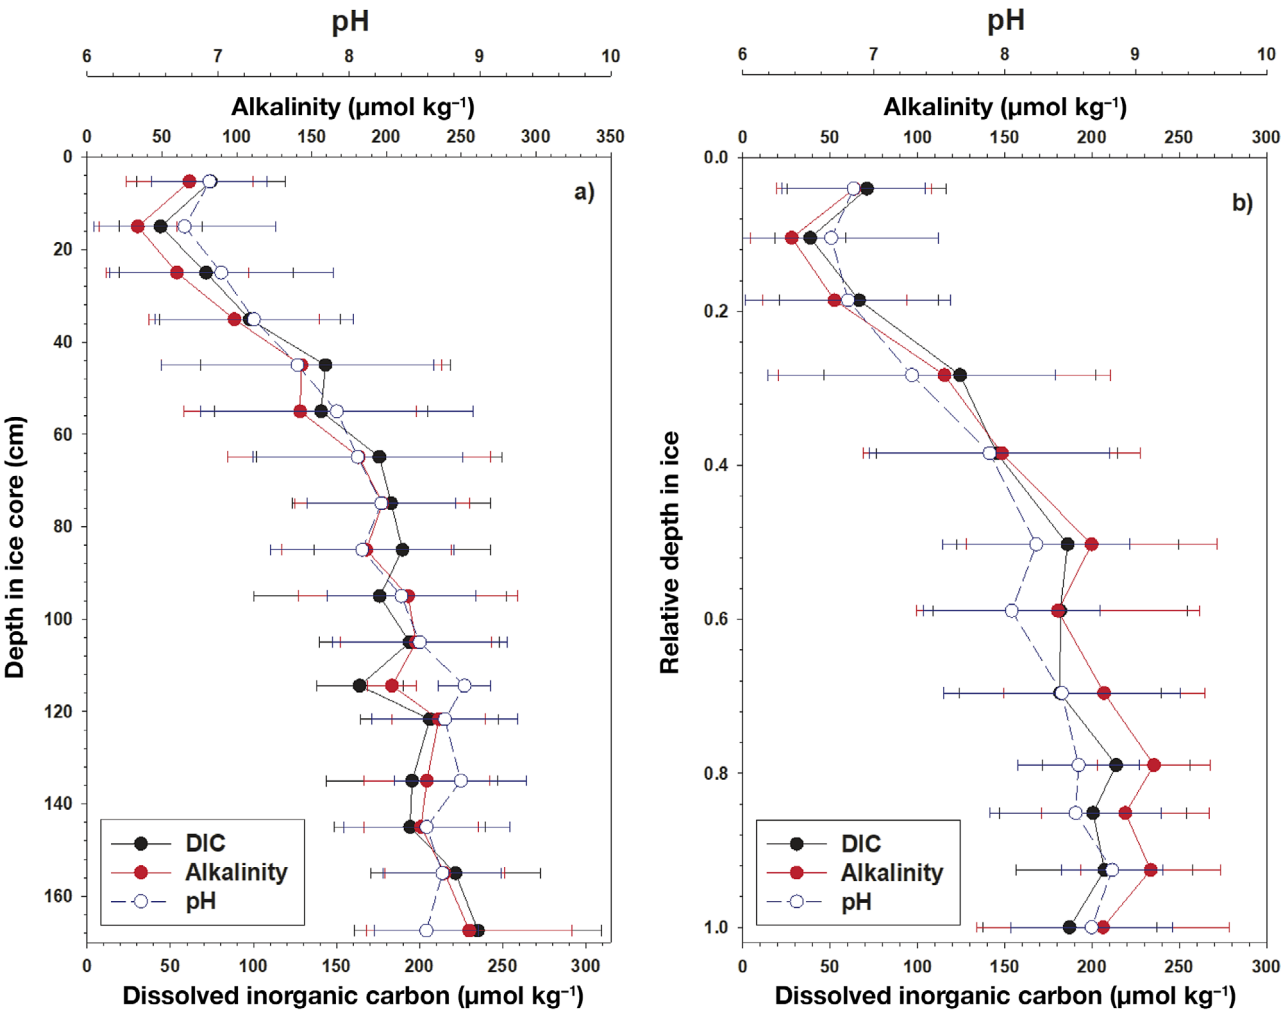 pH
6 7 8 9 10
Alkalinity (µmol kg⁻¹)
0 50 100 150 200 250 300 350
0
20
40
60
80
100
120
140
160
Depth in ice core (cm)
a)
DIC
Alkalinity
pH
0 50 100 150 200 250 300
Dissolved inorganic carbon (µmol kg⁻¹)
pH
6 7 8 9 10
Alkalinity (µmol kg⁻¹)
0 50 100 150 200 250 300
0.0
0.2
0.4
0.6
0.8
1.0
Relative depth in ice
b)
DIC
Alkalinity
pH
0 50 100 150 200 250 300
Dissolved inorganic carbon (µmol kg⁻¹)